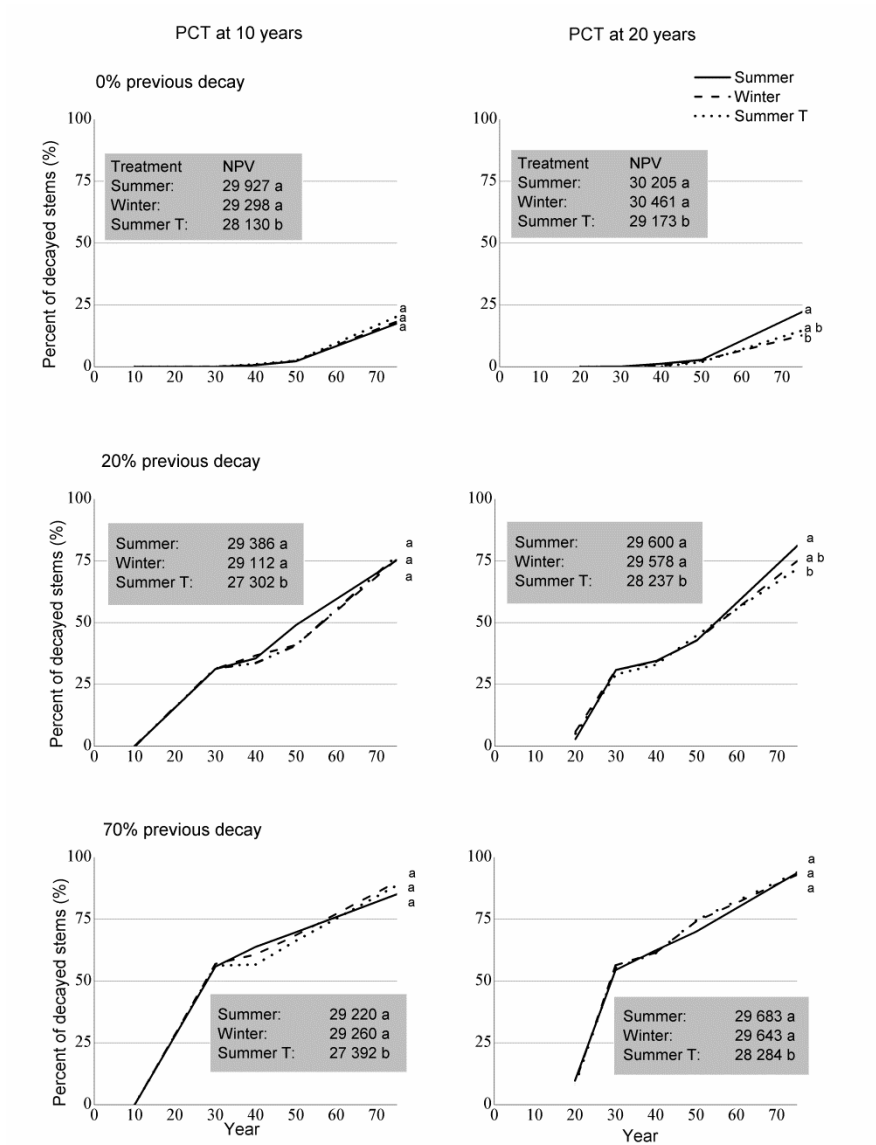 PCT at 10 years
PCT at 20 years
0% previous decay
Summer
Winter
Summer T
Percent of decayed stems (%)
100
75
50
25
0
Treatment NPV
Summer: 29 927 a
Winter: 29 298 a
Summer T: 28 130 b
a
a
a
0 10 20 30 40 50 60 70
100
75
50
25
0
Treatment NPV
Summer: 30 205 a
Winter: 30 461 a
Summer T: 29 173 b
a
a b
b
0 10 20 30 40 50 60 70
20% previous decay
Percent of decayed stems (%)
100
75
50
25
0
Summer: 29 386 a
Winter: 29 112 a
Summer T: 27 302 b
a
a
a
0 10 20 30 40 50 60 70
100
75
50
25
0
Summer: 29 600 a
Winter: 29 578 a
Summer T: 28 237 b
a
a b
b
0 10 20 30 40 50 60 70
70% previous decay
Percent of decayed stems (%)
100
75
50
25
0
Summer: 29 220 a
Winter: 29 260 a
Summer T: 27 392 b
a
a
a
0 10 20 30 40 50 60 70
Year
100
75
50
25
0
Summer: 29 683 a
Winter: 29 643 a
Summer T: 28 284 b
a
a
a
0 10 20 30 40 50 60 70
Year